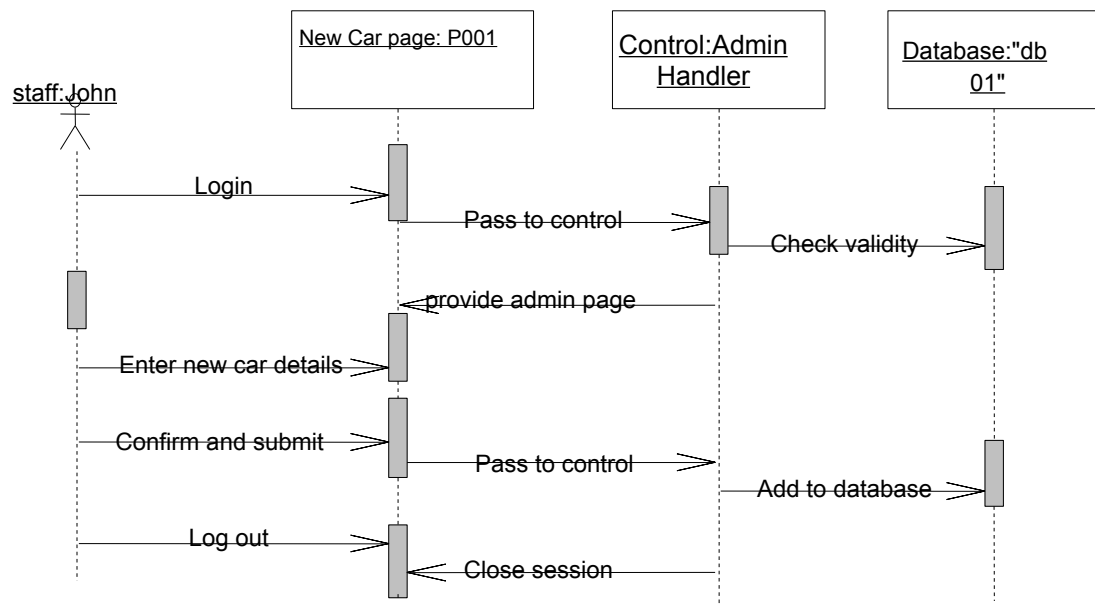 New Car page: P001
Control:Admin
Handler
Database:"db
01"
staff:John
Login
Pass to control
Check validity
provide admin page
Enter new car details
Confirm and submit
Pass to control
Add to database
Log out
Close session